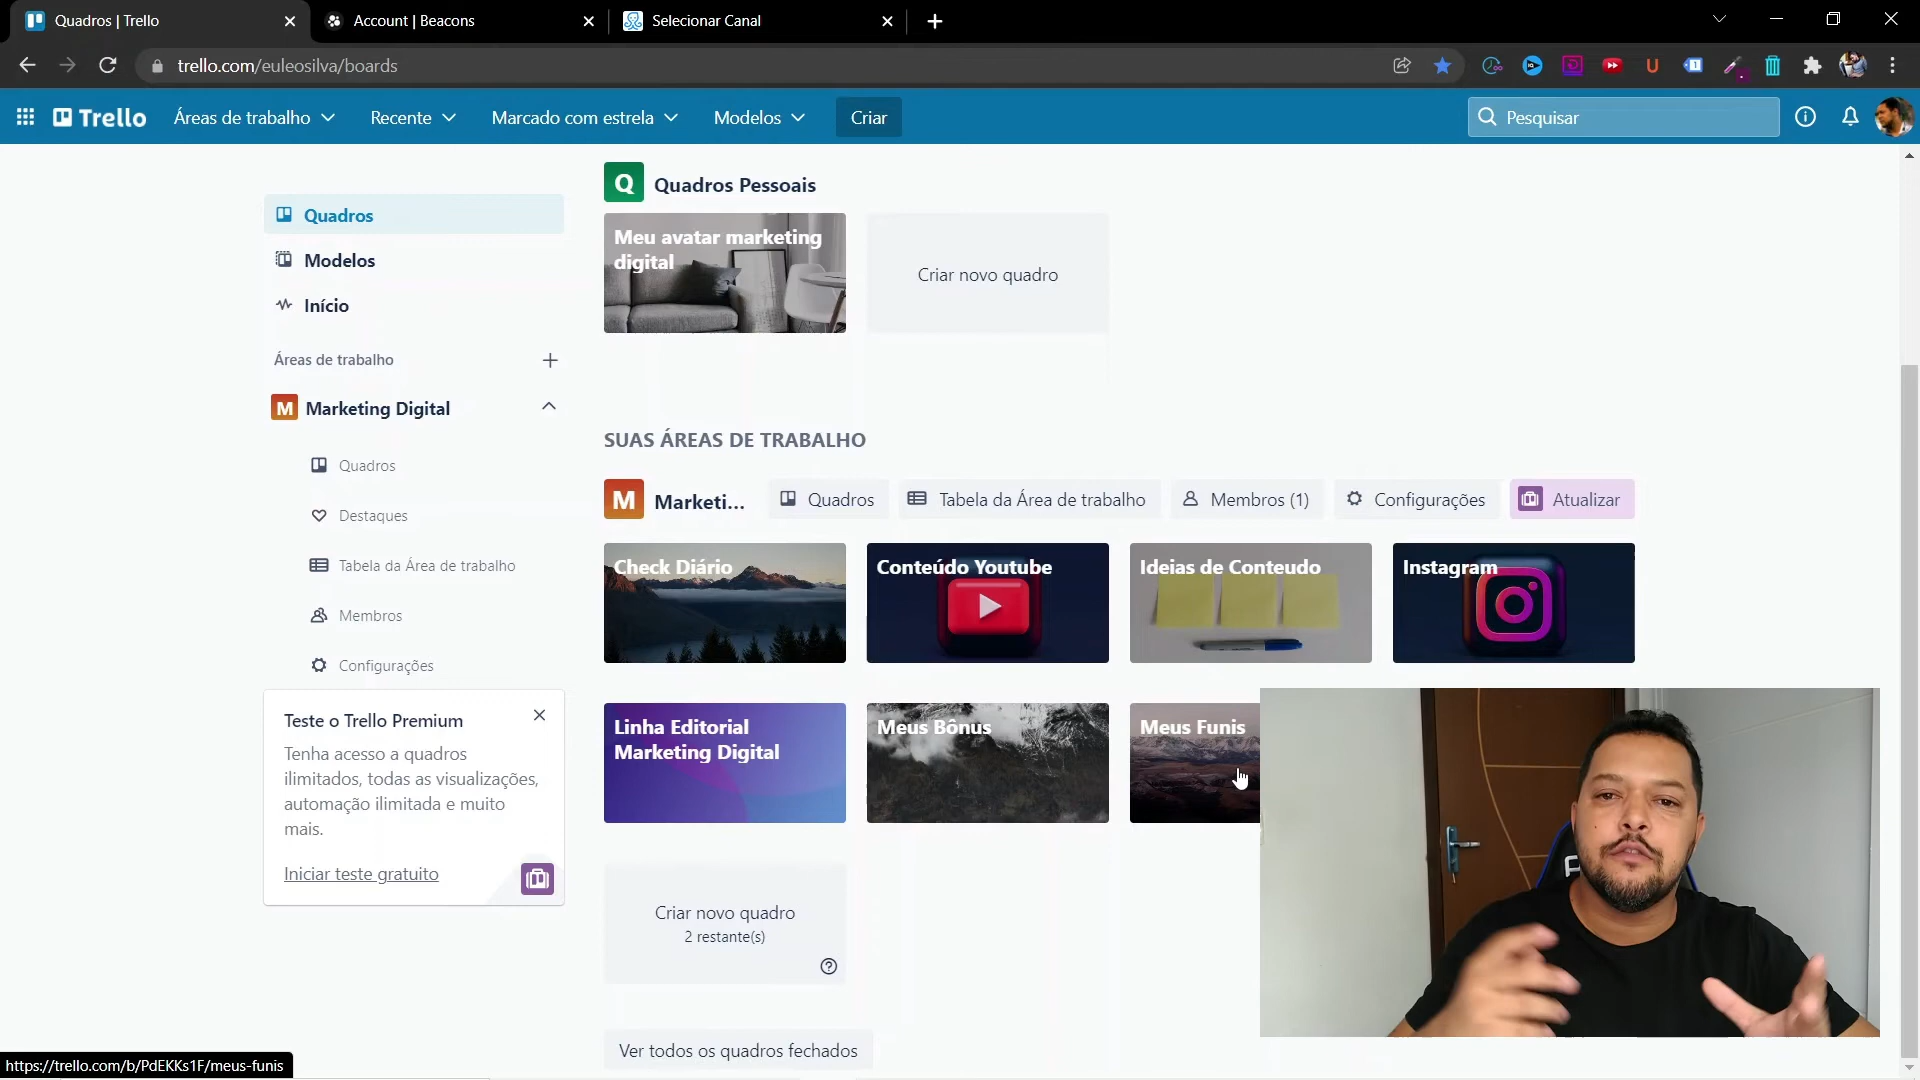 Quadros | Trello
Account | Beacons
Selecionar Canal
trello.com/euleosilva/boards
Trello
Áreas de trabalho
Recente
Marcado com estrela
Modelos
Criar
Pesquisar
Quadros
Modelos
Início
Áreas de trabalho
M Marketing Digital
Quadros
Destaques
Tabela da Área de trabalho
Membros
Configurações
Teste o Trello Premium
Tenha acesso a quadros
ilimitados, todas as visualizações,
automação ilimitada e muito
mais.
Iniciar teste gratuito
Q Quadros Pessoais
Meu avatar marketing
digital
Criar novo quadro
SUAS ÁREAS DE TRABALHO
M Marketi...
Quadros
Tabela da Área de trabalho
Membros (1)
Configurações
Atualizar
Check Diário
Conteúdo Youtube
Ideias de Conteudo
Instagram
Linha Editorial
Marketing Digital
Meus Bônus
Meus Funis
Criar novo quadro
2 restante(s)
Ver todos os quadros fechados
https://trello.com/b/PdEKKs1F/meus-funis